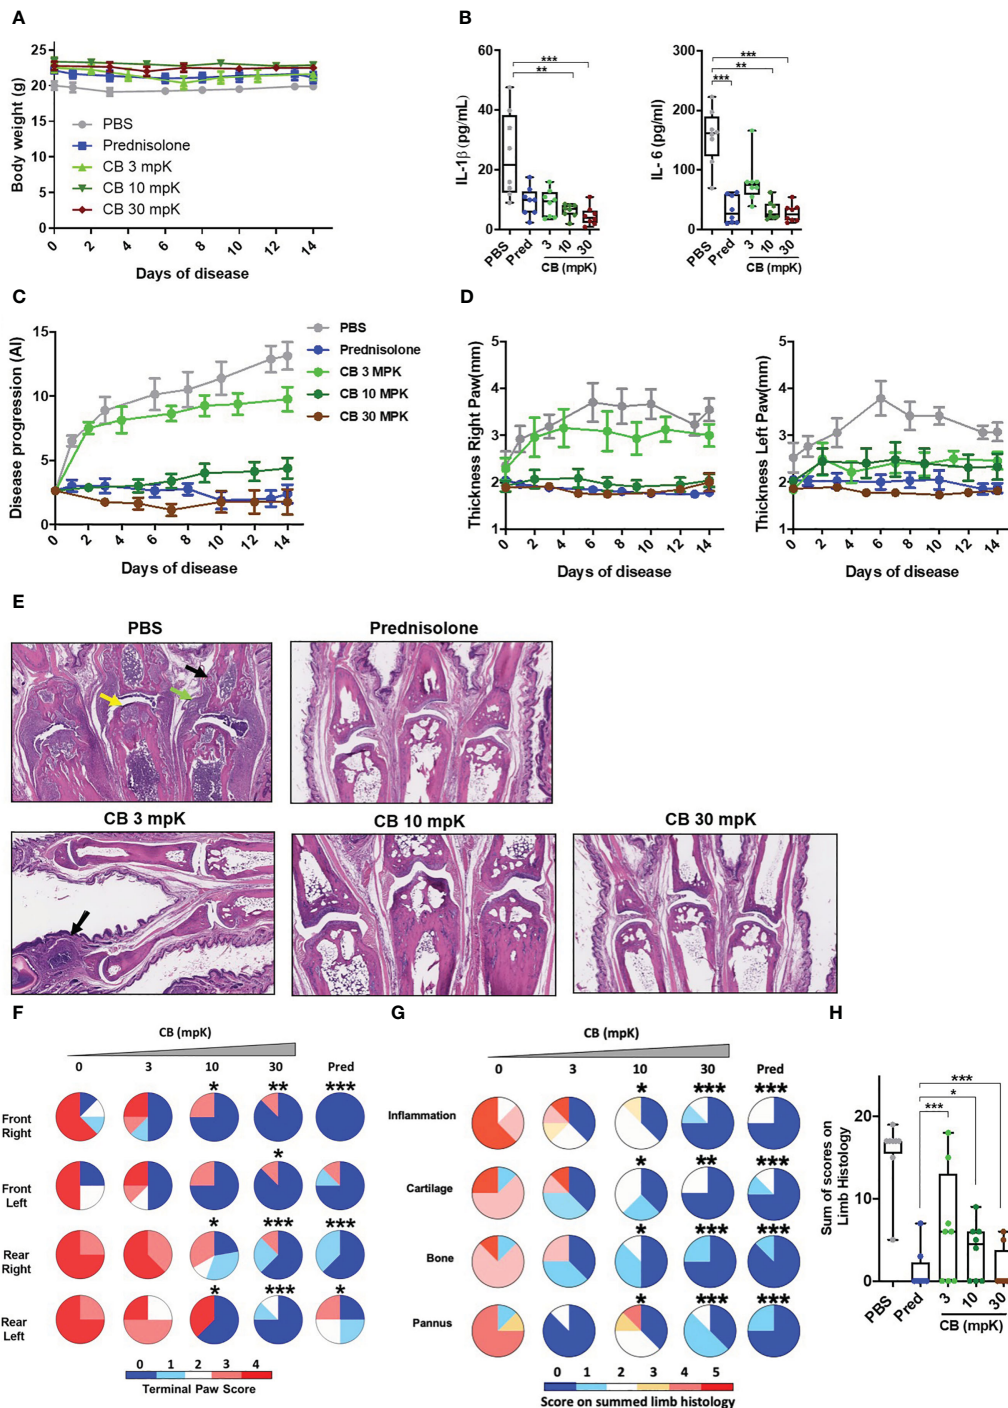 A
Body weight (g)
25
20
15
10
5
0
PBS
Prednisolone
CB 3 mpK
CB 10 mpK
CB 30 mpK
0 2 4 6 8 10 12 14
Days of disease
B
IL-1β (pg/mL)
60
40
20
0
***
**
PBS Pred 3 10 30
CB (mpK)
IL- 6 (pg/ml)
300
200
100
0
***
**
***
PBS Pred 3 10 30
CB (mpK)
C
Disease progression (AI)
15
10
5
0
0 2 4 6 8 10 12 14
Days of disease
PBS
Prednisolone
CB 3 MPK
CB 10 MPK
CB 30 MPK
D
Thickness Right Paw(mm)
5
4
3
2
1
0 2 4 6 8 10 12 14
Days of disease
Thickness Left Paw(mm)
5
4
3
2
1
0 2 4 6 8 10 12 14
Days of disease
E
PBS
Prednisolone
CB 3 mpK
CB 10 mpK
CB 30 mpK
F
CB (mpK)
0 3 10 30 Pred
* ** ***
Front
Right
*
Front
Left
* *** ***
Rear
Right
* *** *
Rear
Left
0 1 2 3 4
Terminal Paw Score
G
CB (mpK)
0 3 10 30 Pred
* *** ***
Inflammation
* ** ***
Cartilage
* *** ***
Bone
* *** ***
Pannus
0 1 2 3 4 5
Score on summed limb histology
H
Sum of scores on
Limb Histology
20
10
0
***
*
***
PBS Pred 3 10 30
CB (mpK)